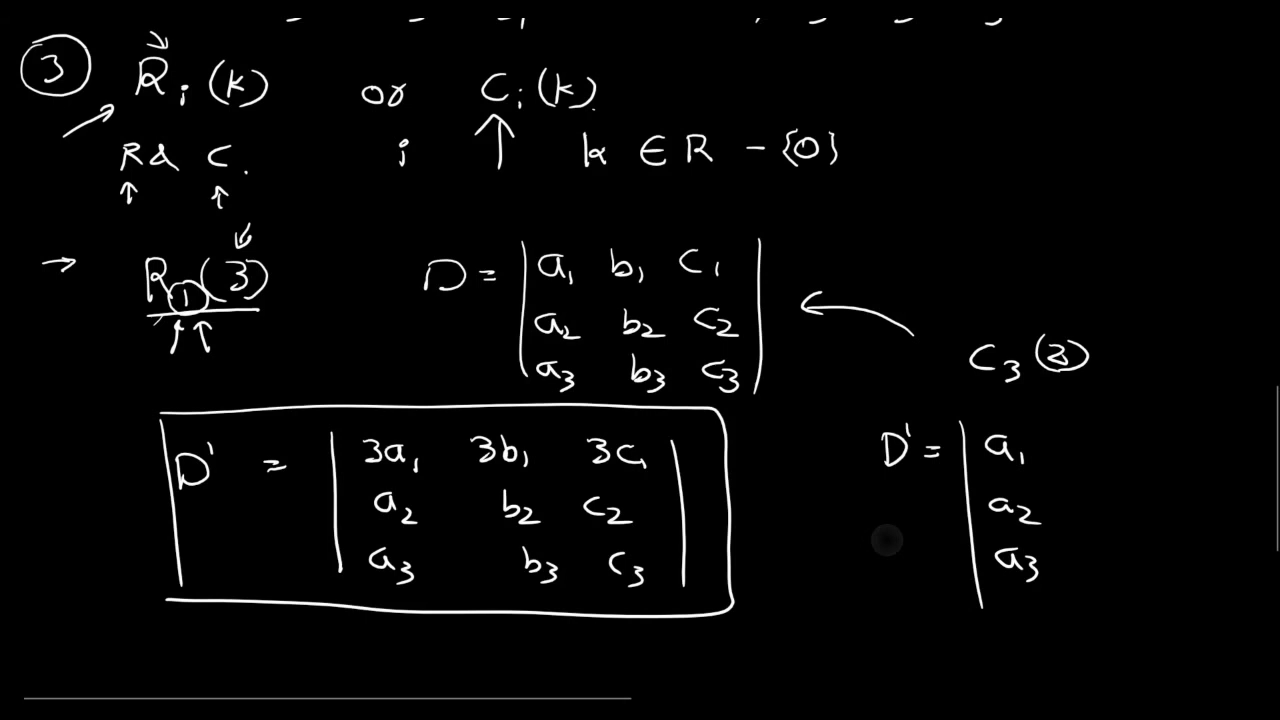 ③ Rᵢ(k) or Cᵢ(k)
R & C. i k ∈ R – {0}
→ R₁(3)
D = | a₁ b₁ c₁ |
| a₂ b₂ c₂ |
| a₃ b₃ c₃ |
C₃(3)
D' = | 3a₁ 3b₁ 3c₁ |
| a₂ b₂ c₂ |
| a₃ b₃ c₃ |
D' = | a₁
a₂
a₃